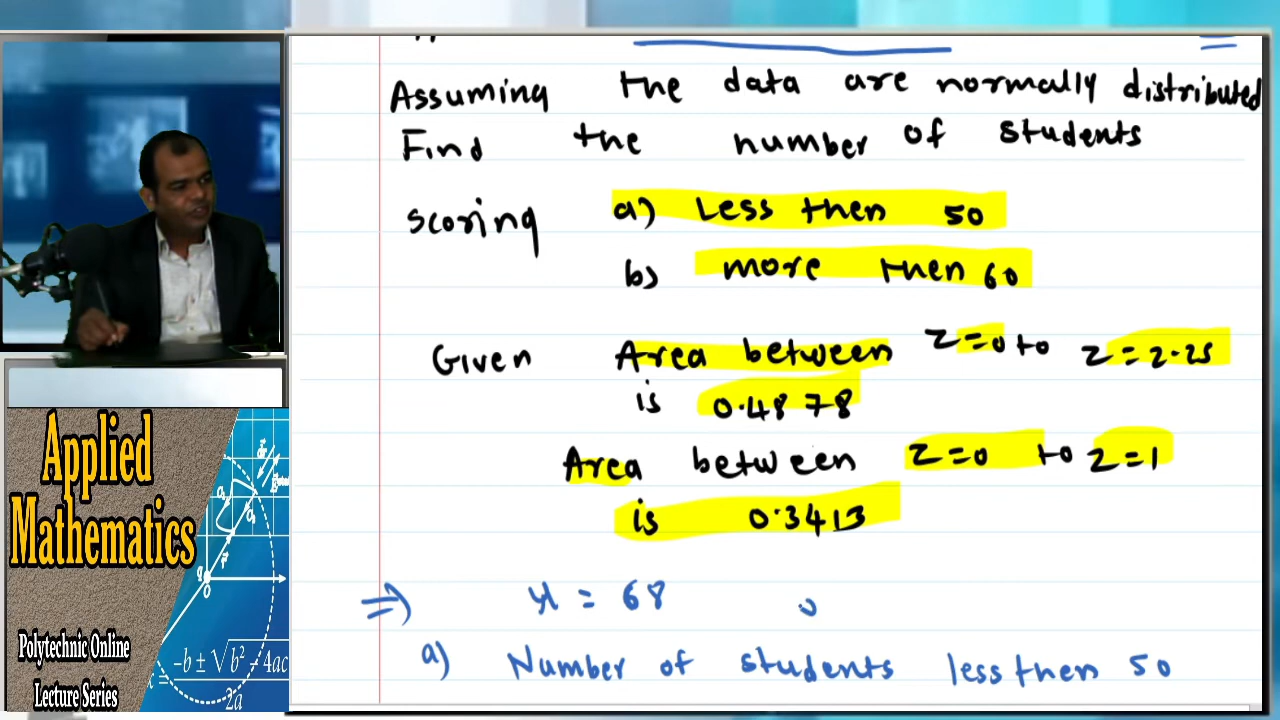 Assuming the data are normally distributed
Find the number of students
scoring a) Less then 50
b) more then 60
Given Area between z=0 to z=2.25
is 0.4878
Area between z=0 to z=1
is 0.3413
=) x = 68
a) Number of students less then 50
Applied
Mathematics
Polytechnic Online
Lecture Series
-b ± √b² - 4ac
2a